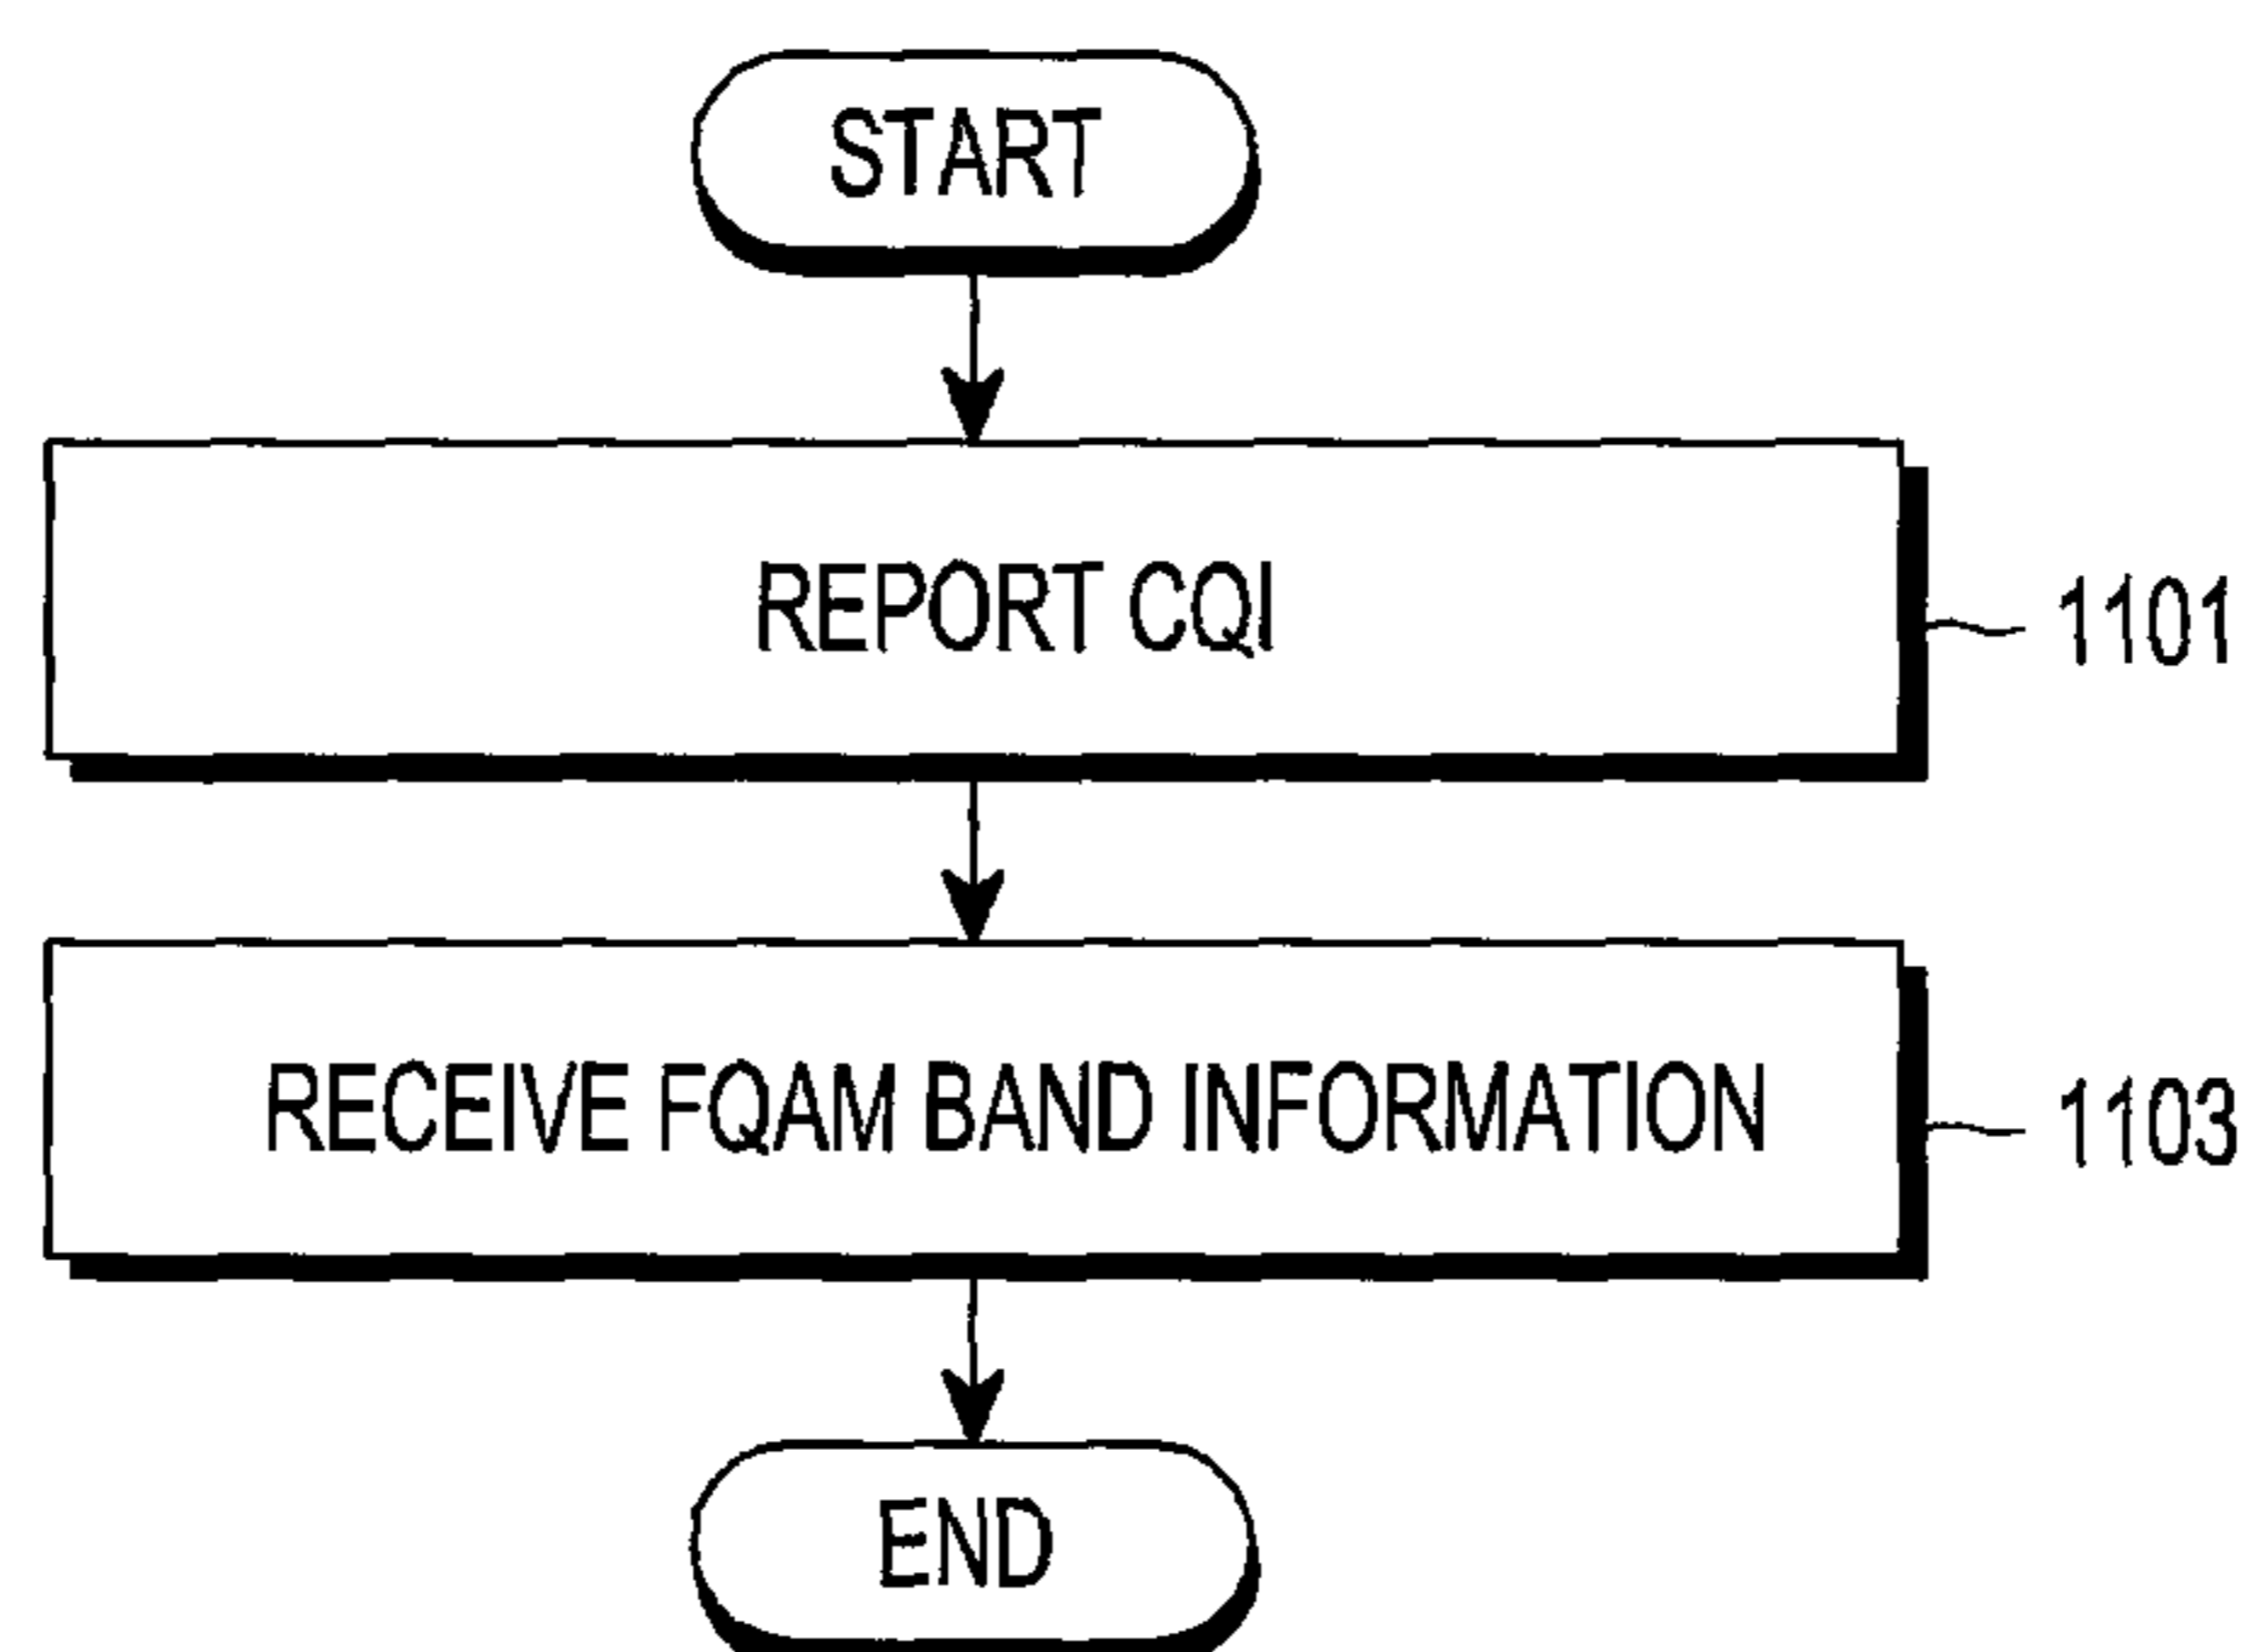 START
REPORT CQI
1101
RECEIVE FQAM BAND INFORMATION
1103
END